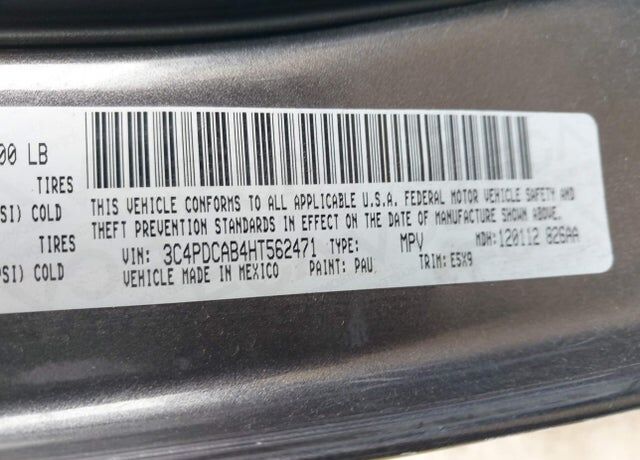 00 LB
TIRES
SI) COLD
TIRES
PSI) COLD
THIS VEHICLE CONFORMS TO ALL APPLICABLE U.S.A. FEDERAL MOTOR VEHICLE SAFETY AND
THEFT PREVENTION STANDARDS IN EFFECT ON THE DATE OF MANUFACTURE SHOWN ABOVE.
VIN: 3C4PDCAB4HT562471 TYPE: MPV MDH: 120112 826AA
VEHICLE MADE IN MEXICO PAINT: PAU TRIM: E5X9